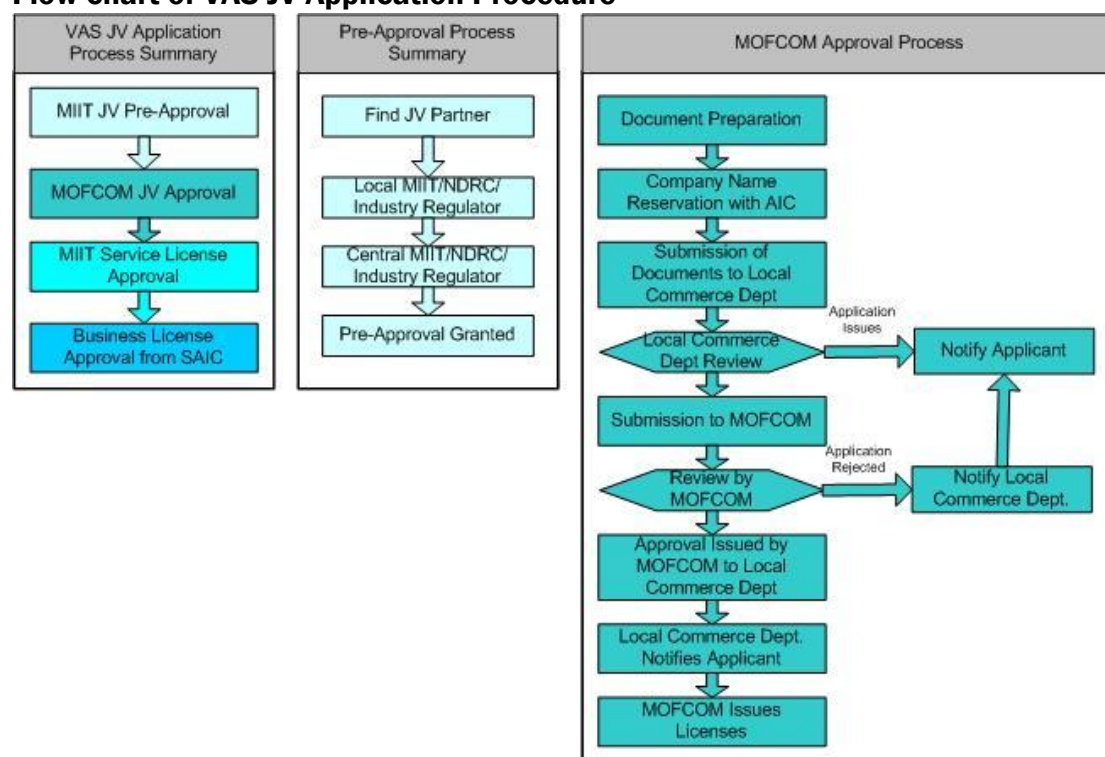 Flow Chart of VAS JV Application Procedure
VAS JV Application
Process Summary
MIIT JV Pre-Approval
MOFCOM JV Approval
MIIT Service License
Approval
Business License
Approval from SAIC
Pre-Approval Process
Summary
Find JV Partner
Local MIIT/NDRC/
Industry Regulator
Central MIIT/NDRC/
Industry Regulator
Pre-Approval Granted
MOFCOM Approval Process
Document Preparation
Company Name
Reservation with AIC
Submission of
Documents to Local
Commerce Dept
Local Commerce
Dept Review
Application
Issues
Notify Applicant
Submission to MOFCOM
Review by
MOFCOM
Application
Rejected
Notify Local
Commerce Dept.
Approval Issued by
MOFCOM to Local
Commerce Dept
Local Commerce Dept.
Notifies Applicant
MOFCOM Issues
Licenses